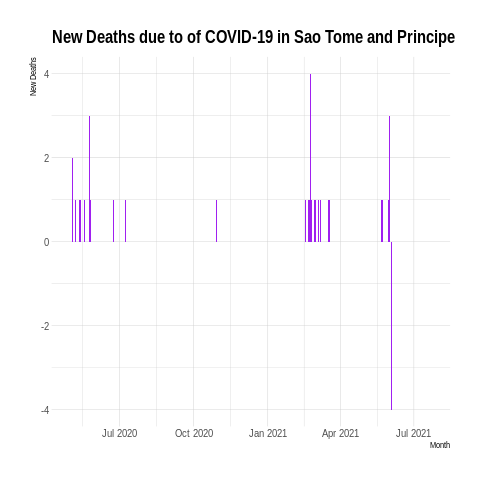 New Deaths due to of COVID-19 in Sao Tome and Principe
New Deaths
4
2
0
-2
-4
Jul 2020 Oct 2020 Jan 2021 Apr 2021 Jul 2021
Month